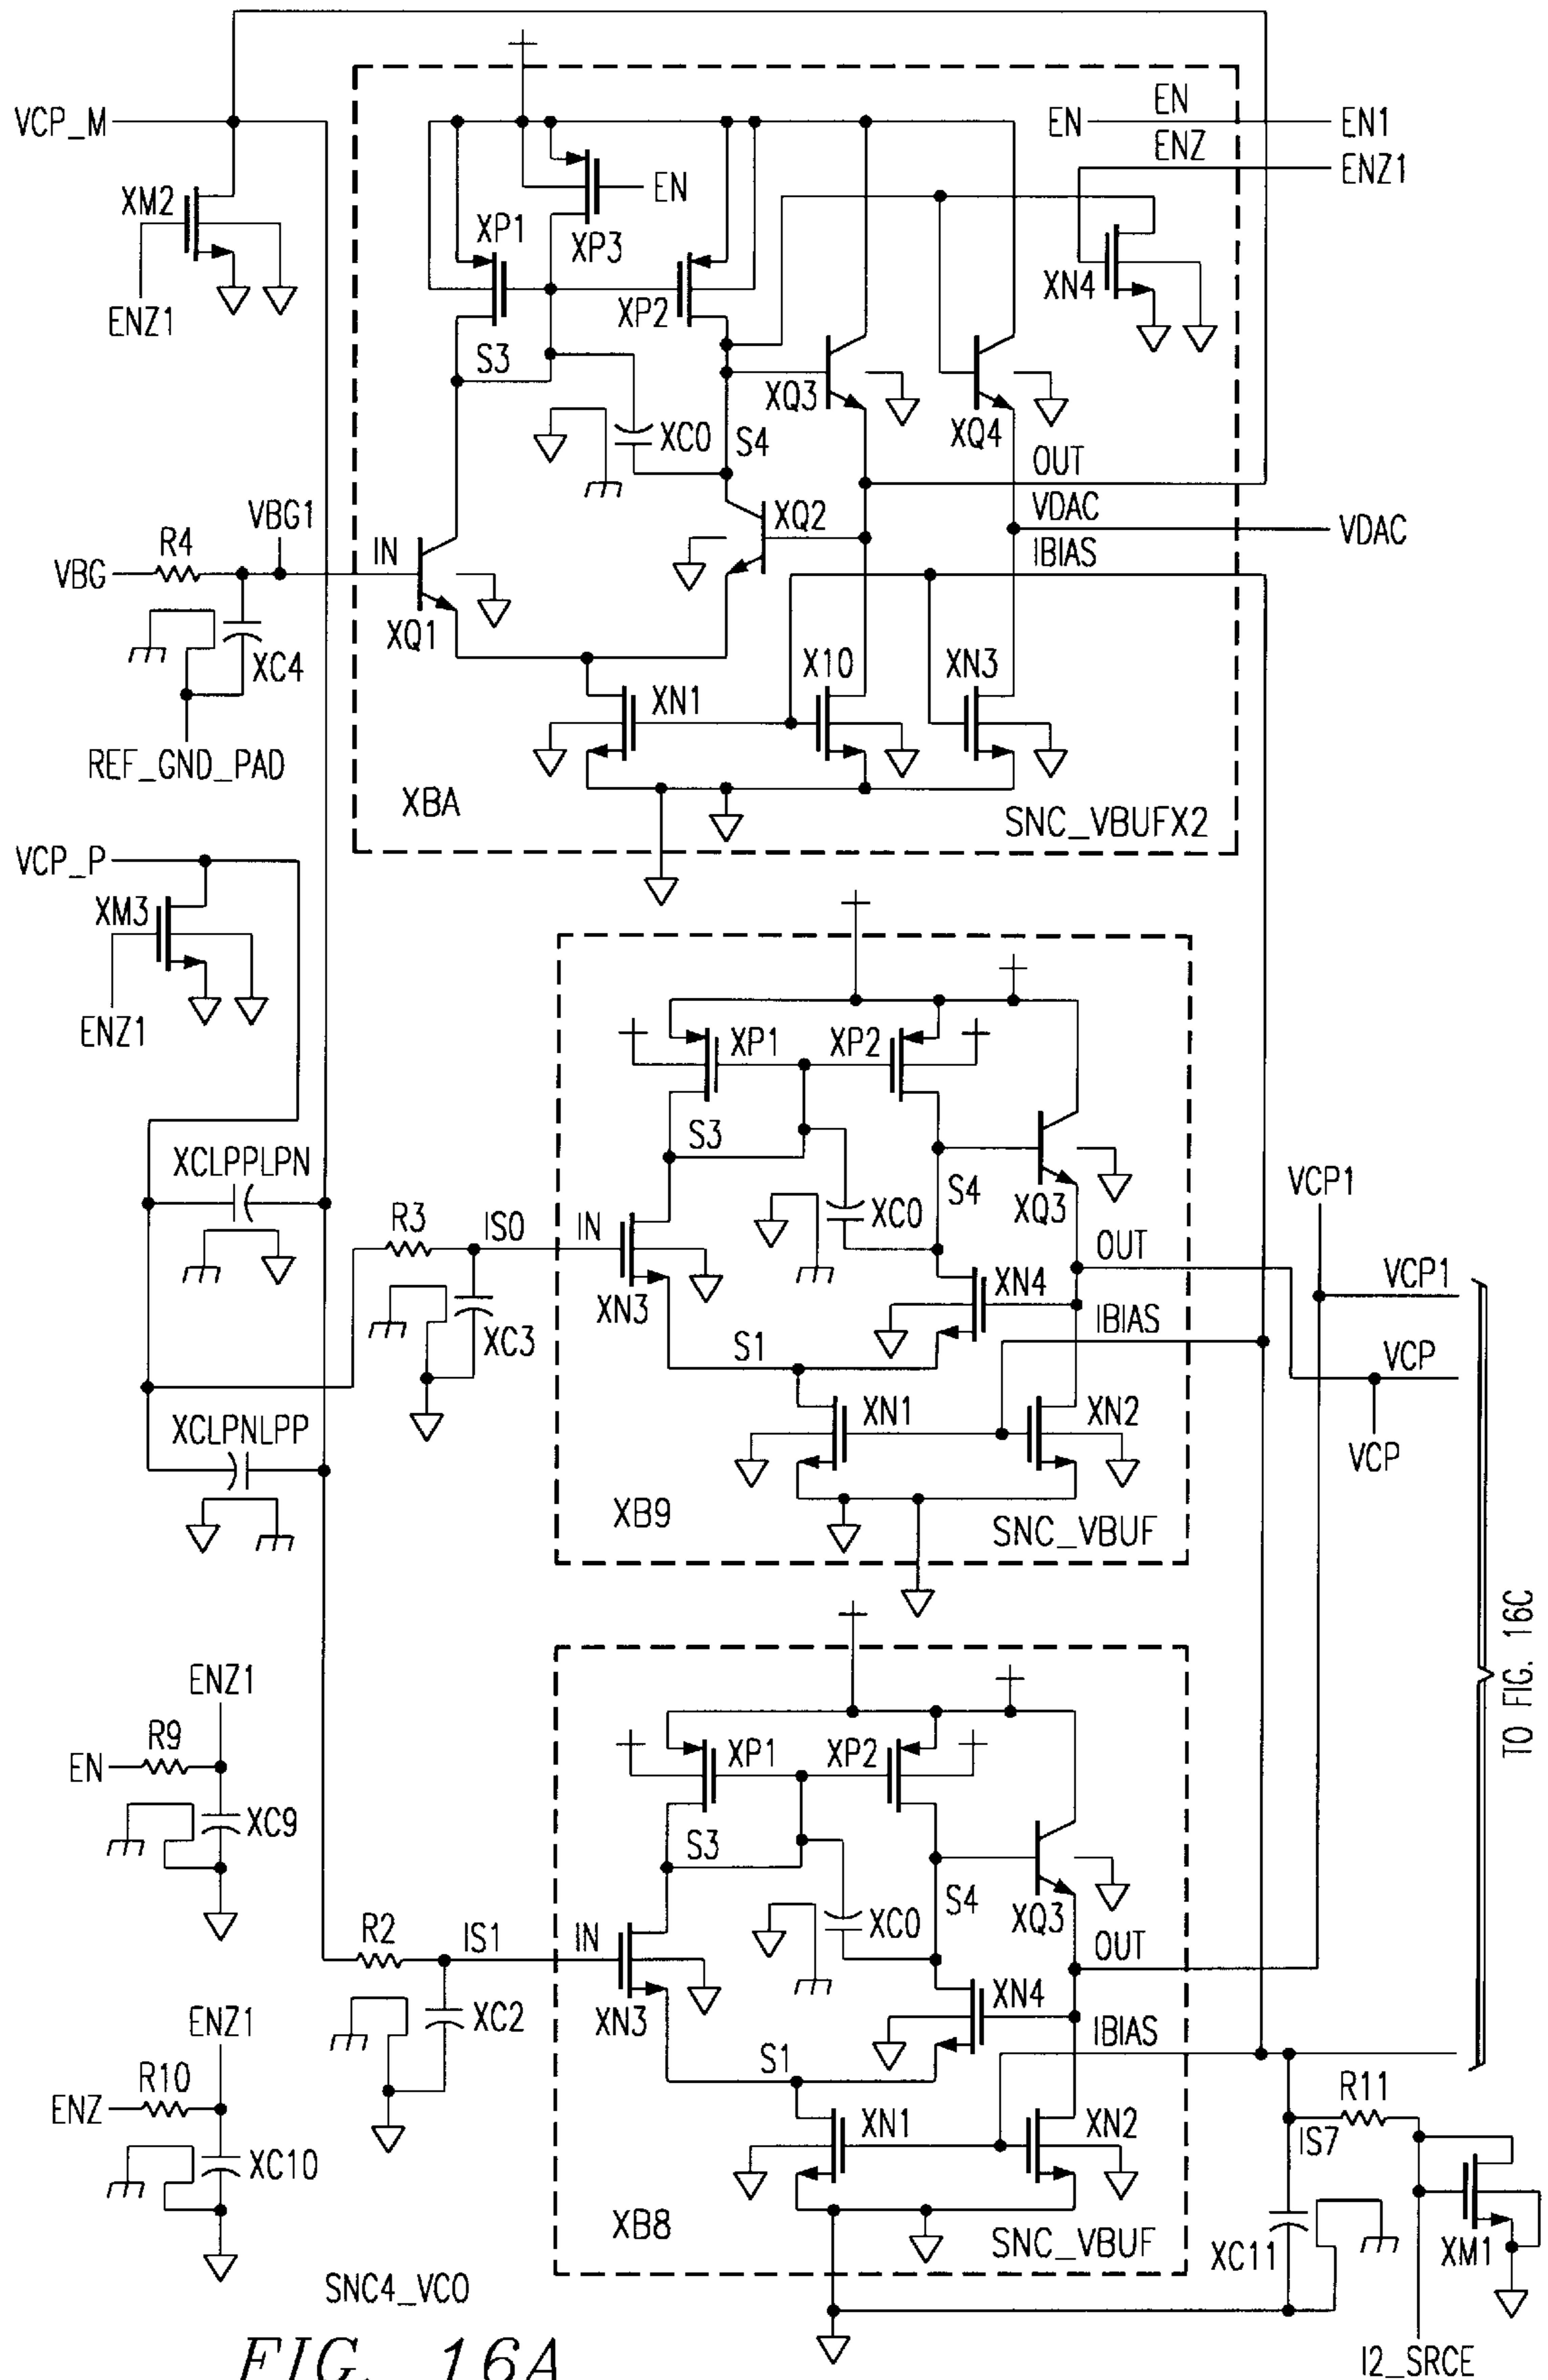 EN
VCP_M
EN
EN1
ENZ
ENZ1
EN
XM2
XP1
XP3
XN4
XP2
ENZ1
S3
XQ3
XQ4
XC0
S4
OUT
VBG1
XQ2
VDAC
VDAC
R4
IN
IBIAS
VBG
XQ1
XC4
X10
XN3
XN1
REF_GND_PAD
XBA
SNC_VBUFX2
VCP_P
XM3
ENZ1
XP1
XP2
S3
XCLPPLPN
S4
VCP1
R3
IS0
IN
XC0
XQ3
OUT
VCP1
XN3
XN4
XC3
IBIAS
S1
VCP
XCLPNLPP
XN1
XN2
VCP
XB9
SNC_VBUF
TO FIG. 16C
ENZ1
R9
XP1
XP2
EN
XC9
S3
S4
R2
IS1
IN
XC0
XQ3
OUT
XN4
XC2
XN3
ENZ1
IBIAS
S1
R10
R11
ENZ
XN1
XN2
IS7
XC10
XB8
SNC_VBUF
XC11
XM1
SNC4_VCO
I2_SRCE
FIG. 16A